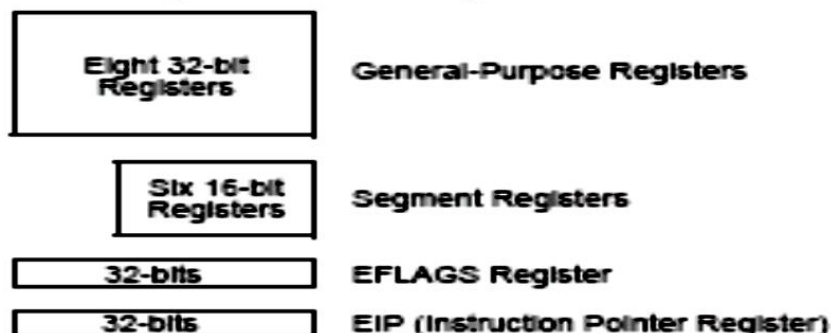 Eight 32-bit
Registers
General-Purpose Registers
Six 16-bit
Registers
Segment Registers
32-bits
EFLAGS Register
32-bits
EIP (Instruction Pointer Register)